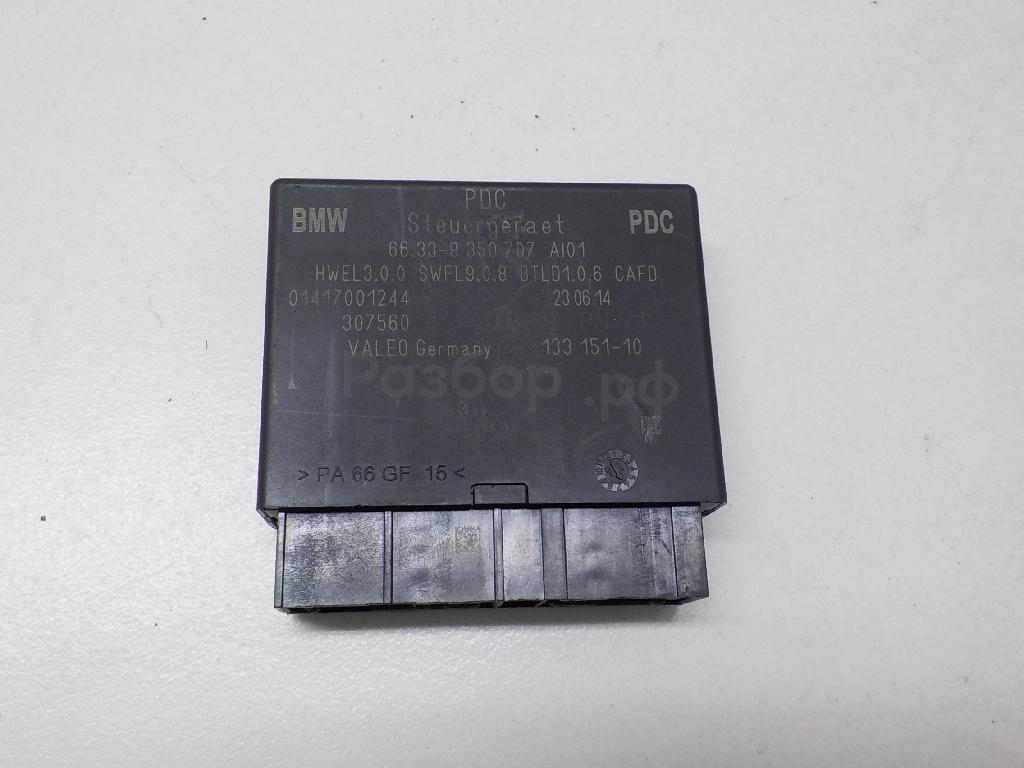 PDC
BMW Steuergeraet PDC
66.33-9 350 707 AI01
HWEL3.0.0 SWFL9.0.8 BTLD1.0.6 CAFD
01417001244 23 06 14
307560
VALEO Germany 133 151-10
Разбор.рф
> PA 66 GF 15 <